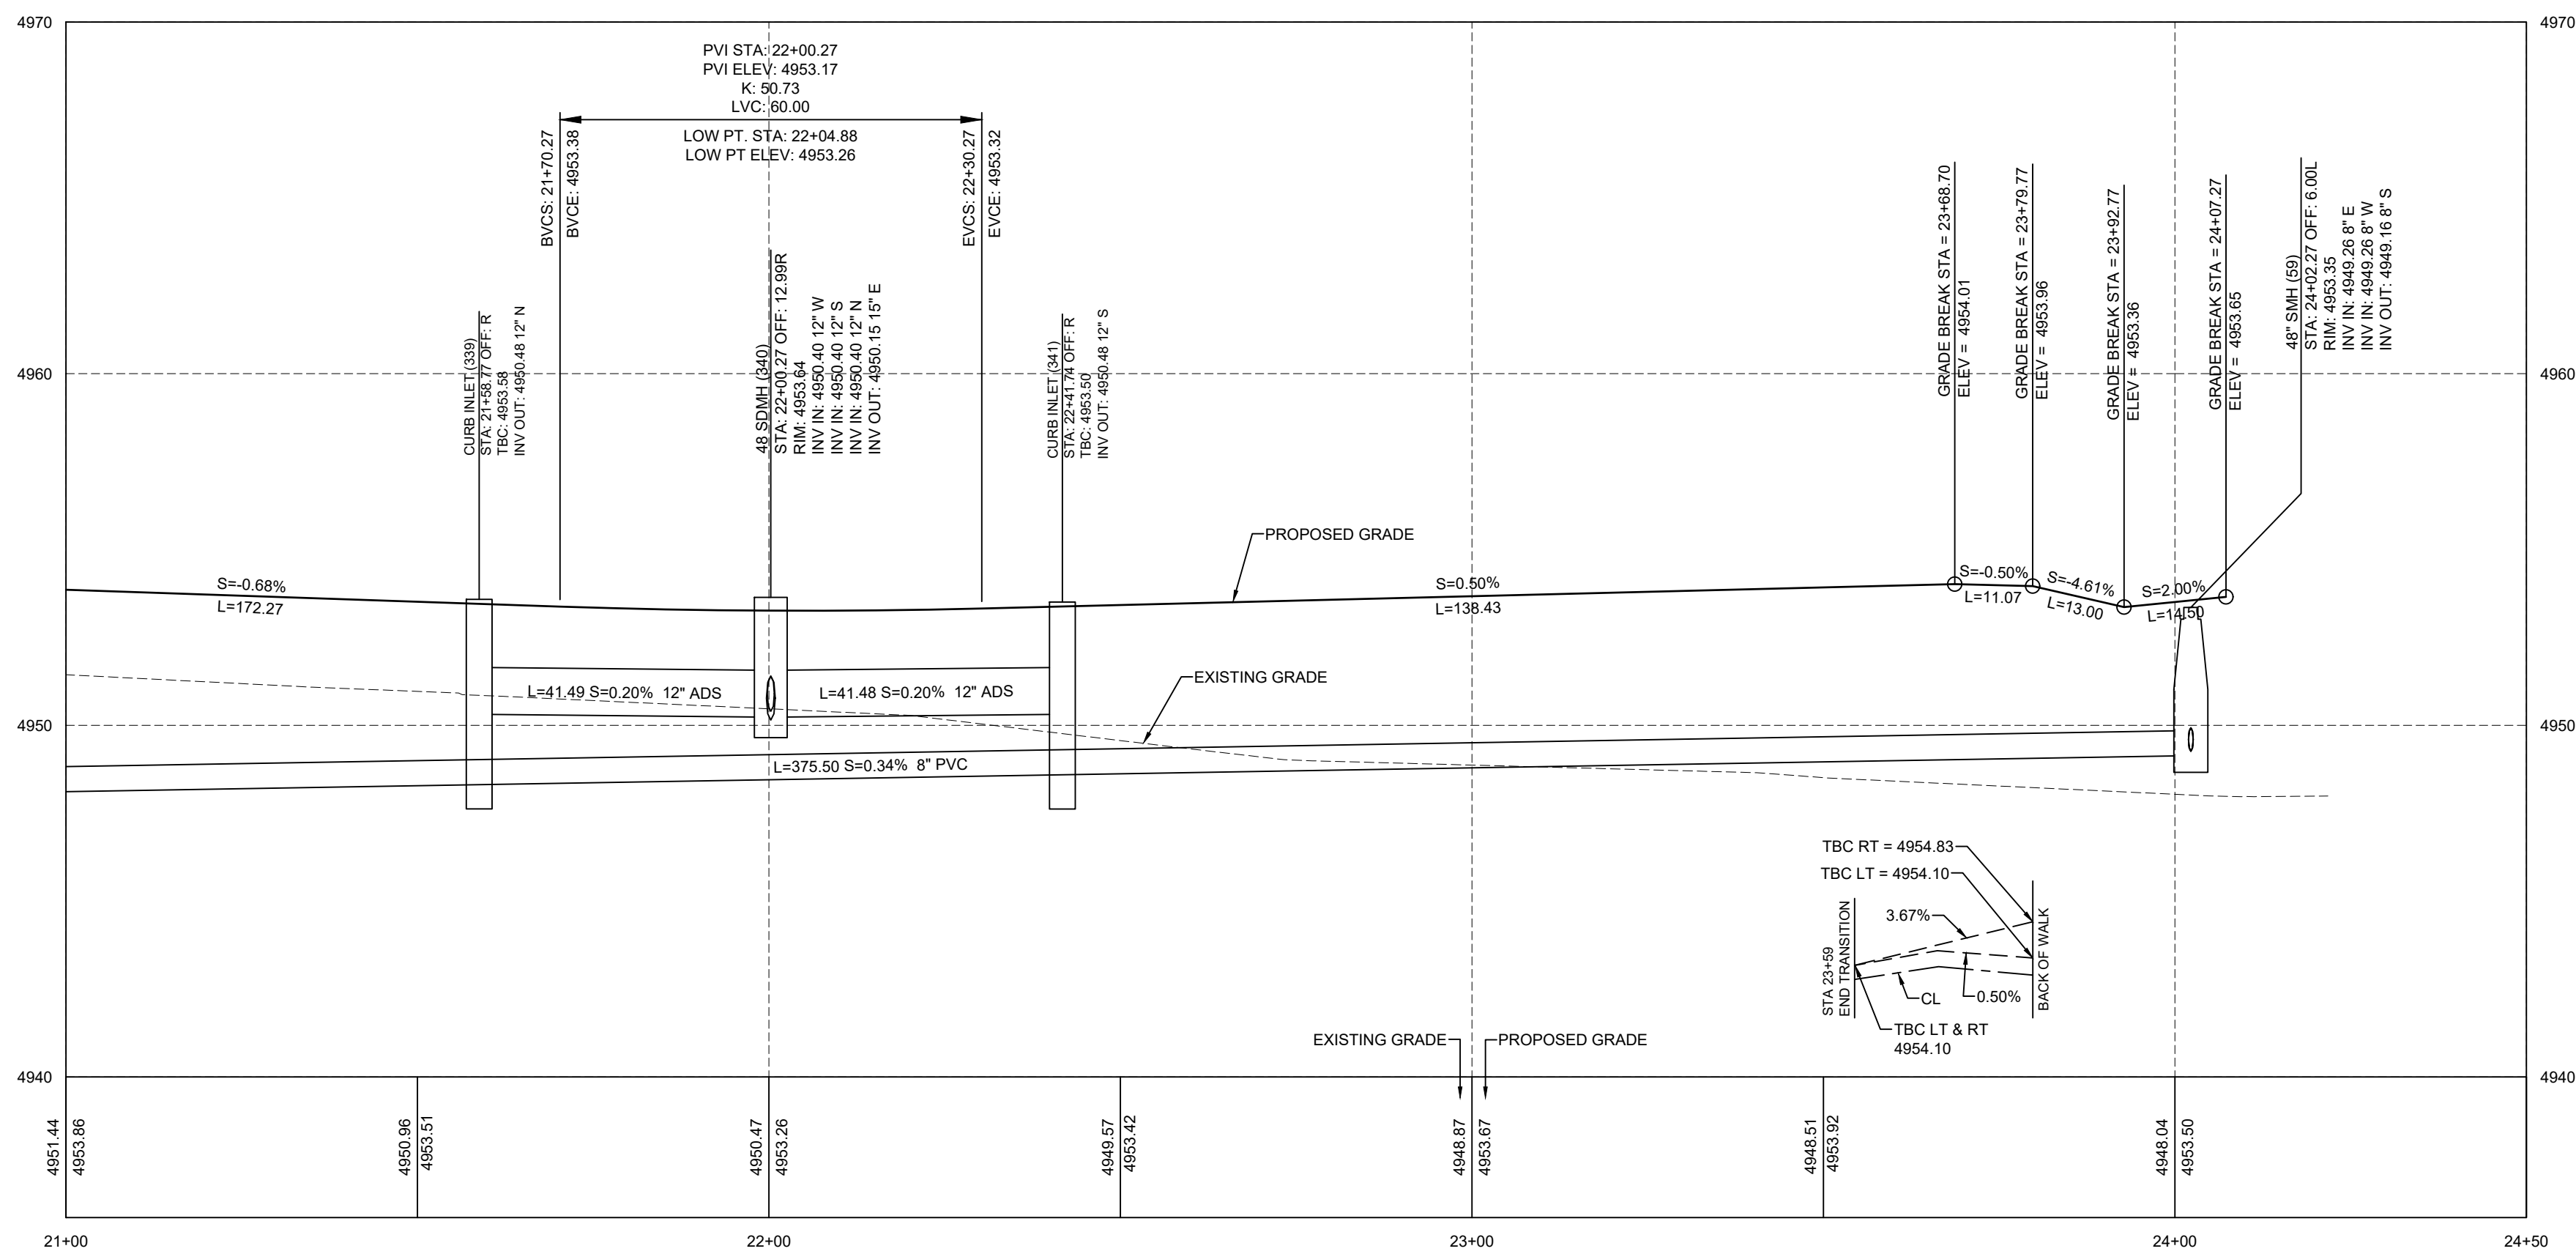 4970
4970
PVI STA: 22+00.27
PVI ELEV: 4953.17
K: 50.73
LVC: 60.00
LOW PT. STA: 22+04.88
LOW PT ELEV: 4953.26
BVCS: 21+70.27
BVCE: 4953.38
EVCS: 22+30.27
EVCE: 4953.32
CURB INLET (339)
STA: 21+58.77 OFF: R
TBC: 4953.58
INV OUT: 4950.48 12" N
48 SDMH (340)
STA: 22+00.27 OFF: 12.99R
RIM: 4953.64
INV IN: 4950.40 12" W
INV IN: 4950.40 12" S
INV IN: 4950.40 12" N
INV OUT: 4950.15 15" E
CURB INLET (341)
STA: 22+41.74 OFF: R
TBC: 4953.50
INV OUT: 4950.48 12" S
GRADE BREAK STA = 23+68.70
ELEV = 4954.01
GRADE BREAK STA = 23+79.77
ELEV = 4953.96
GRADE BREAK STA = 23+92.77
ELEV = 4953.36
GRADE BREAK STA = 24+07.27
ELEV = 4953.65
48" SMH (59)
STA: 24+02.27 OFF: 6.00L
RIM: 4953.35
INV IN: 4949.26 8" E
INV IN: 4949.26 8" W
INV OUT: 4949.16 8" S
4960
4960
PROPOSED GRADE
S=-0.68%
L=172.27
S=0.50%
L=138.43
S=-0.50%
L=11.07
S=-4.61%
L=13.00
S=2.00%
L=14.50
EXISTING GRADE
L=41.49 S=0.20% 12" ADS
L=41.48 S=0.20% 12" ADS
4950
4950
L=375.50 S=0.34% 8" PVC
TBC RT = 4954.83
TBC LT = 4954.10
3.67%
STA 23+59
END TRANSITION
BACK OF WALK
CL
0.50%
TBC LT & RT
4954.10
EXISTING GRADE
PROPOSED GRADE
4940
4940
4951.44
4953.86
4950.96
4953.51
4950.47
4953.26
4949.57
4953.42
4948.87
4953.67
4948.51
4953.92
4948.04
4953.50
21+00
22+00
23+00
24+00
24+50